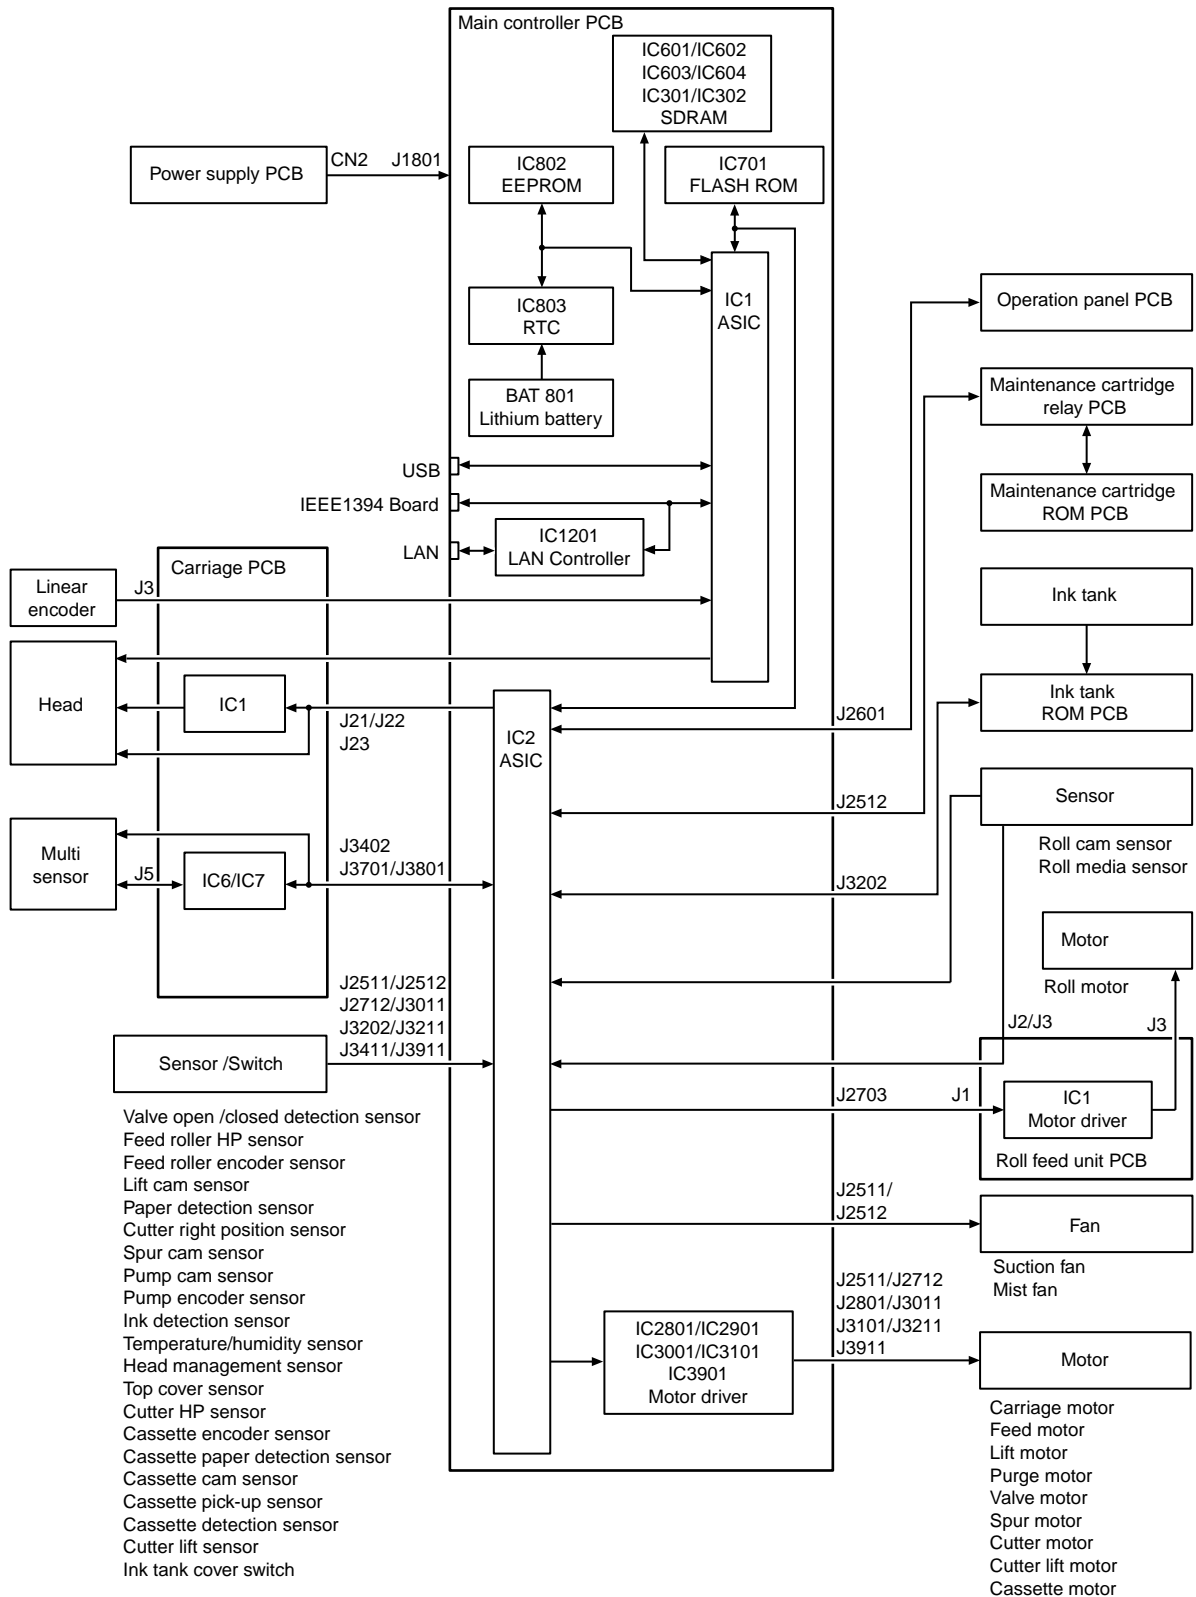 Main controller PCB
IC601/IC602
IC603/IC604
IC301/IC302
SDRAM
Power supply PCB
CN2
J1801
IC802
EEPROM
IC701
FLASH ROM
IC803
RTC
IC1
ASIC
BAT 801
Lithium battery
USB
IEEE1394 Board
LAN
IC1201
LAN Controller
Operation panel PCB
Maintenance cartridge
relay PCB
Maintenance cartridge
ROM PCB
Ink tank
Ink tank
ROM PCB
Carriage PCB
Linear
encoder
J3
Head
IC1
J21/J22
J23
IC2
ASIC
J2601
J2512
Sensor
Roll cam sensor
Roll media sensor
Multi
sensor
J5
IC6/IC7
J3402
J3701/J3801
J3202
Motor
Roll motor
J2511/J2512
J2712/J3011
J3202/J3211
J3411/J3911
Sensor /Switch
J2/J3
J3
J2703
J1
IC1
Motor driver
Roll feed unit PCB
Valve open /closed detection sensor
Feed roller HP sensor
Feed roller encoder sensor
Lift cam sensor
Paper detection sensor
Cutter right position sensor
Spur cam sensor
Pump cam sensor
Pump encoder sensor
Ink detection sensor
Temperature/humidity sensor
Head management sensor
Top cover sensor
Cutter HP sensor
Cassette encoder sensor
Cassette paper detection sensor
Cassette cam sensor
Cassette pick-up sensor
Cassette detection sensor
Cutter lift sensor
Ink tank cover switch
J2511/
J2512
Fan
Suction fan
Mist fan
IC2801/IC2901
IC3001/IC3101
IC3901
Motor driver
J2511/J2712
J2801/J3011
J3101/J3211
J3911
Motor
Carriage motor
Feed motor
Lift motor
Purge motor
Valve motor
Spur motor
Cutter motor
Cutter lift motor
Cassette motor